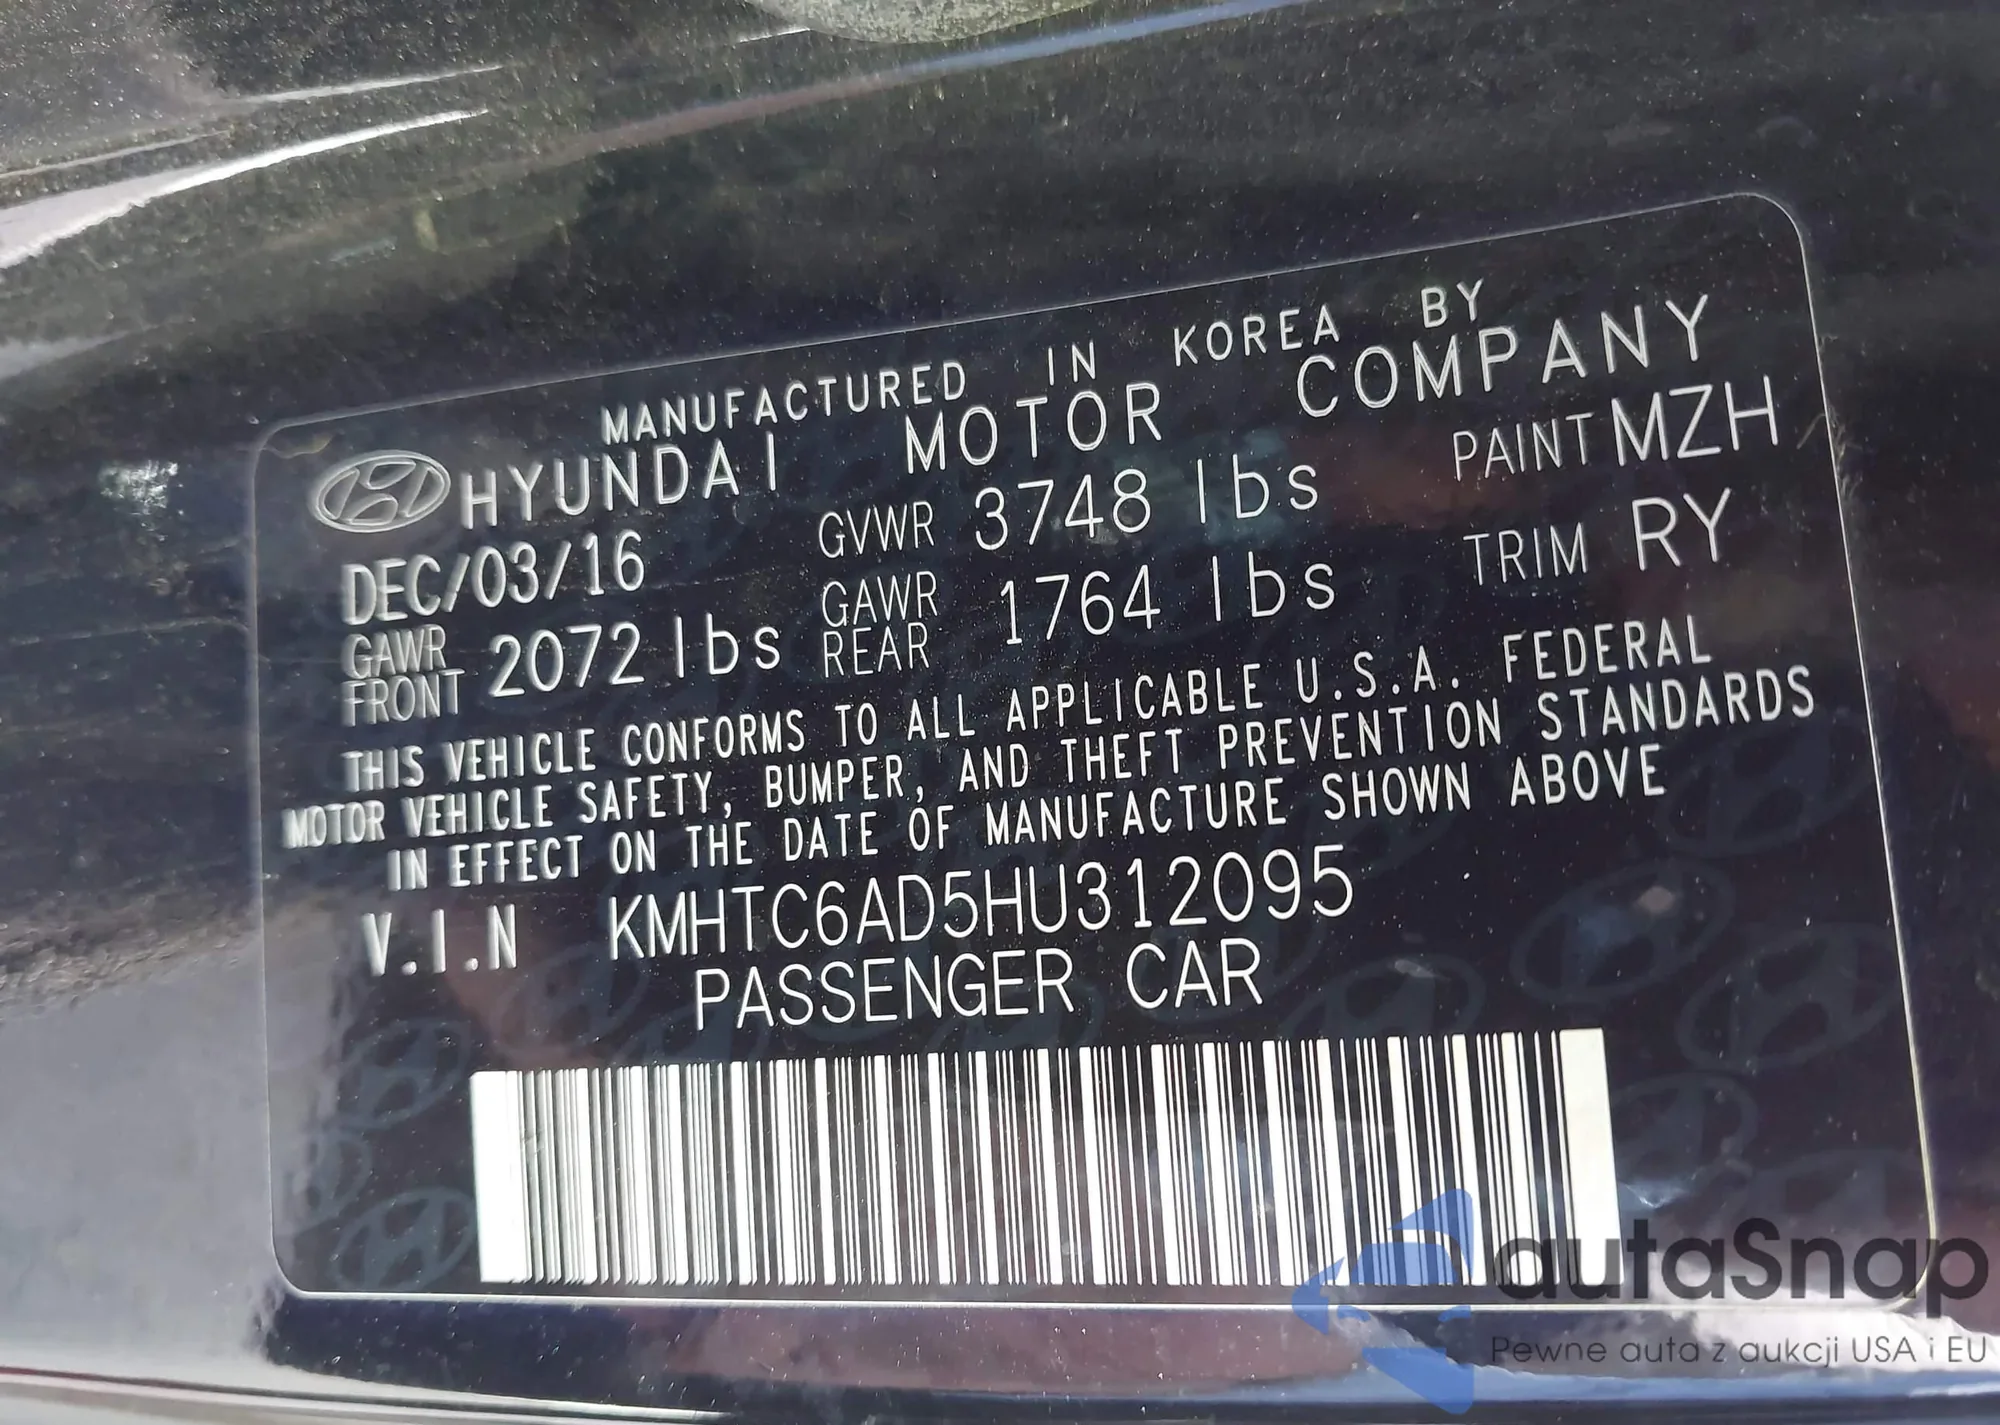 MANUFACTURED IN KOREA BY
HYUNDAI MOTOR COMPANY
DEC/03/16 GVWR 3748 lbs PAINT MZH
GAWR FRONT 2072 lbs GAWR REAR 1764 lbs TRIM RY
THIS VEHICLE CONFORMS TO ALL APPLICABLE U.S.A. FEDERAL
MOTOR VEHICLE SAFETY, BUMPER, AND THEFT PREVENTION STANDARDS
IN EFFECT ON THE DATE OF MANUFACTURE SHOWN ABOVE
V.I.N KMHTC6AD5HU312095
PASSENGER CAR
autaSnap
Pewne auta z aukcji USA i EU